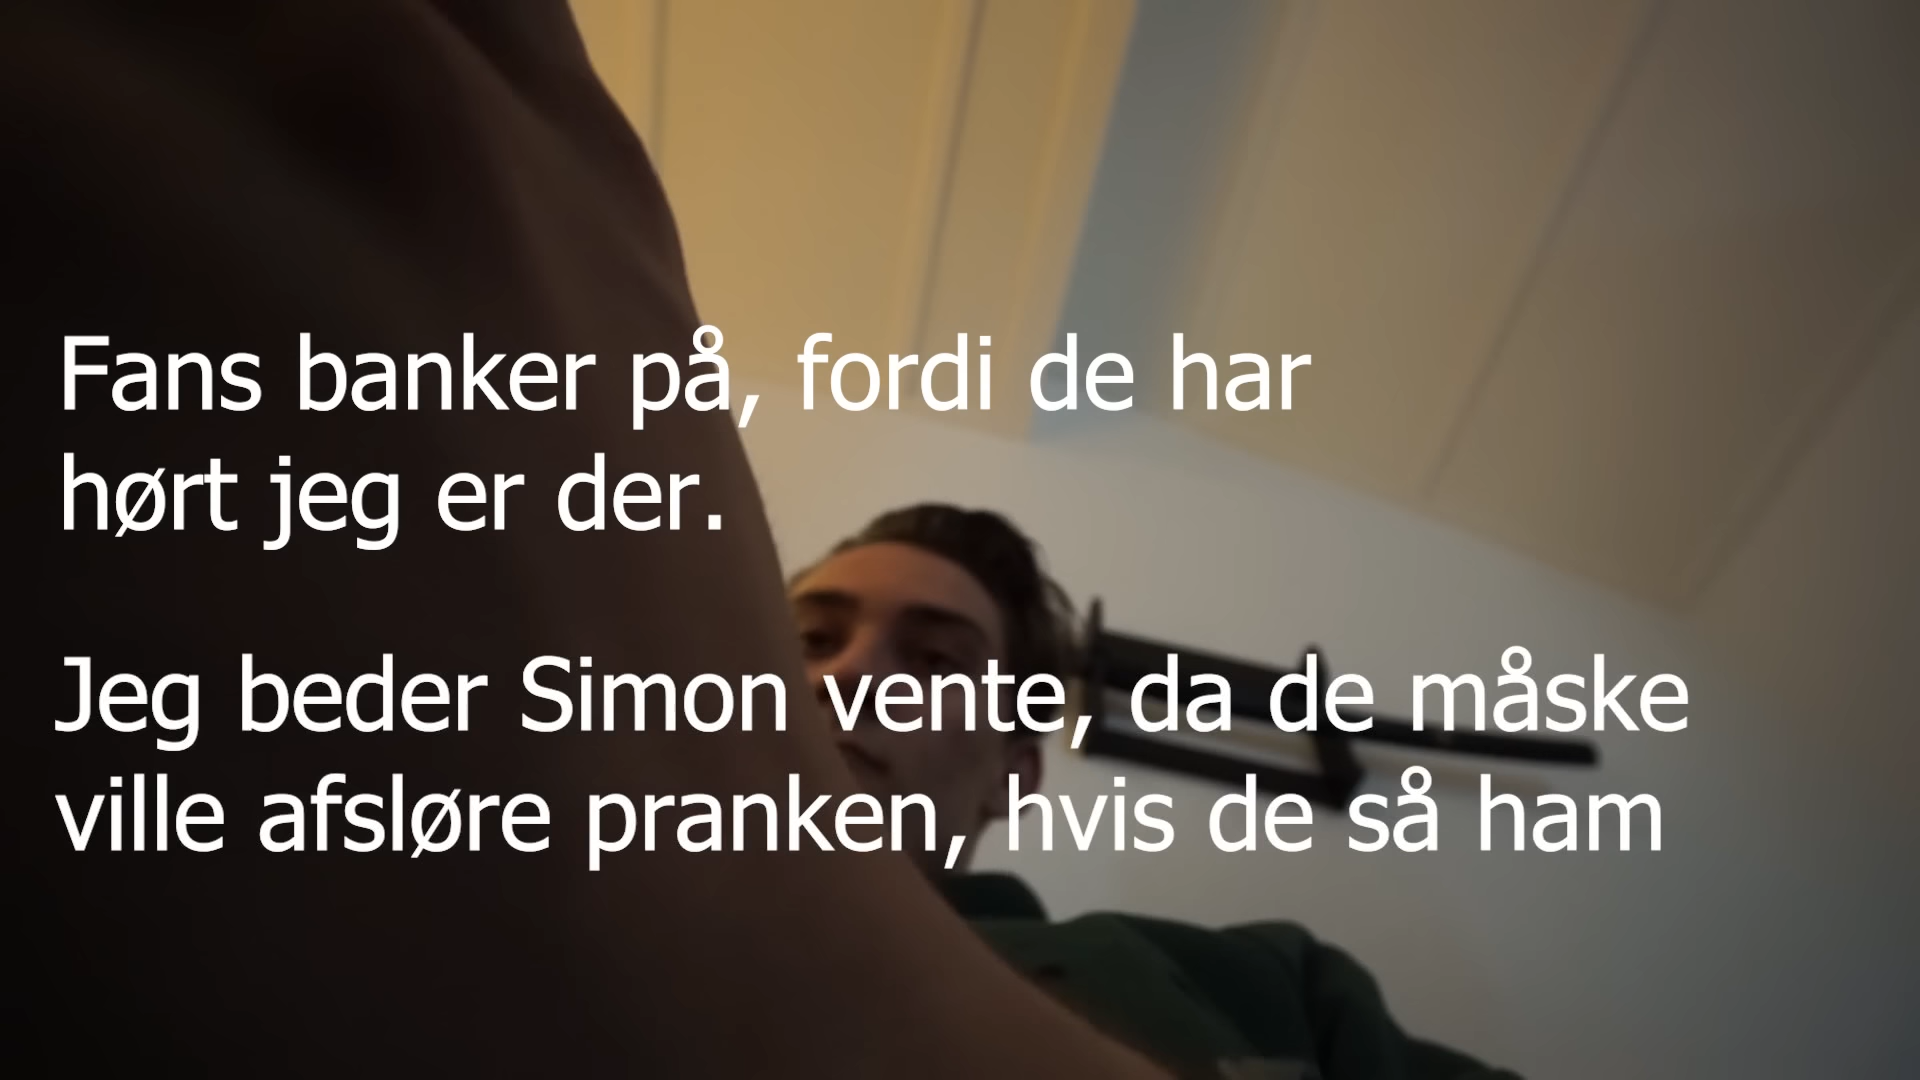 Fans banker på, fordi de har
hørt jeg er der.
Jeg beder Simon vente, da de måske
ville afsløre pranken, hvis de så ham